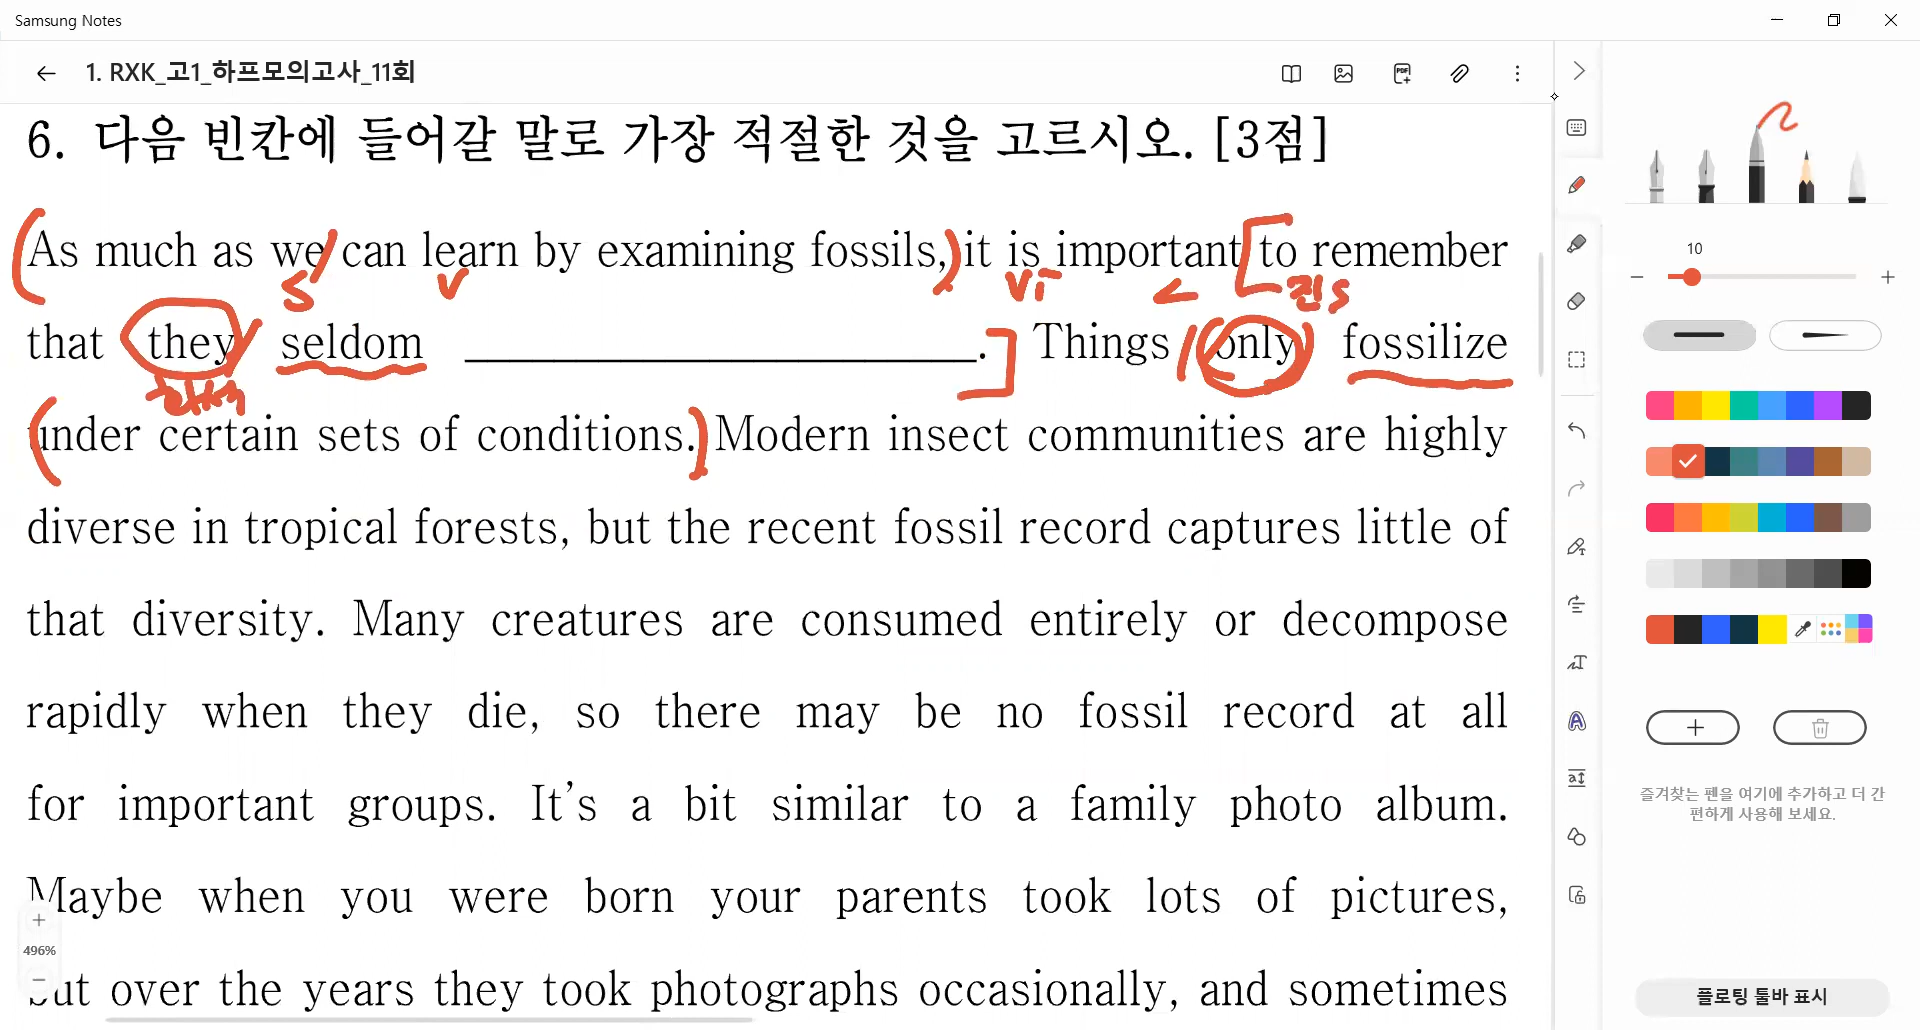 Samsung Notes
1. RXK_고1_하프모의고사_11회
6. 다음 빈칸에 들어갈 말로 가장 적절한 것을 고르시오. [3점]
As much as we can learn by examining fossils, it is important to remember
S V Vi 진S
that they seldom ____________________. Things only fossilize
under certain sets of conditions. Modern insect communities are highly
diverse in tropical forests, but the recent fossil record captures little of
that diversity. Many creatures are consumed entirely or decompose
rapidly when they die, so there may be no fossil record at all
for important groups. It's a bit similar to a family photo album.
Maybe when you were born your parents took lots of pictures,
but over the years they took photographs occasionally, and sometimes
496%
10
즐겨찾는 펜을 여기에 추가하고 더 간
편하게 사용해 보세요.
플로팅 툴바 표시